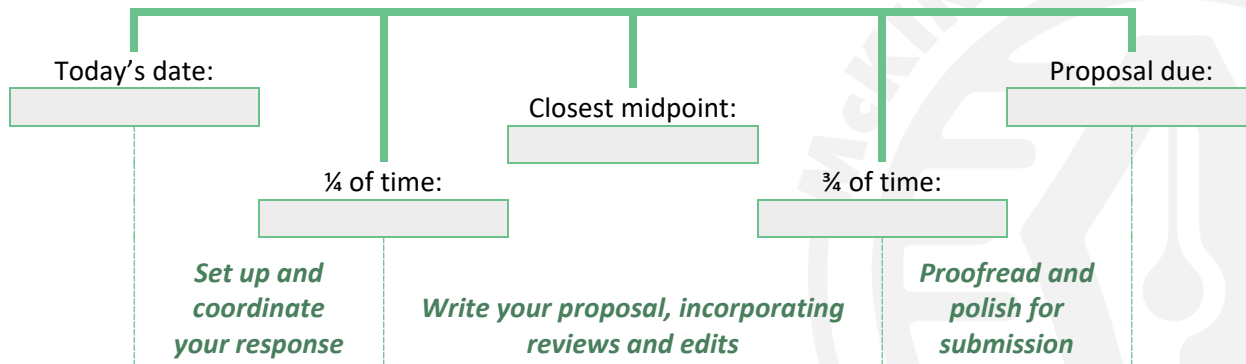 Today’s date:
Proposal due:
Closest midpoint:
¼ of time:
¾ of time:
Set up and
coordinate
your response
Write your proposal, incorporating
reviews and edits
Proofread and
polish for
submission